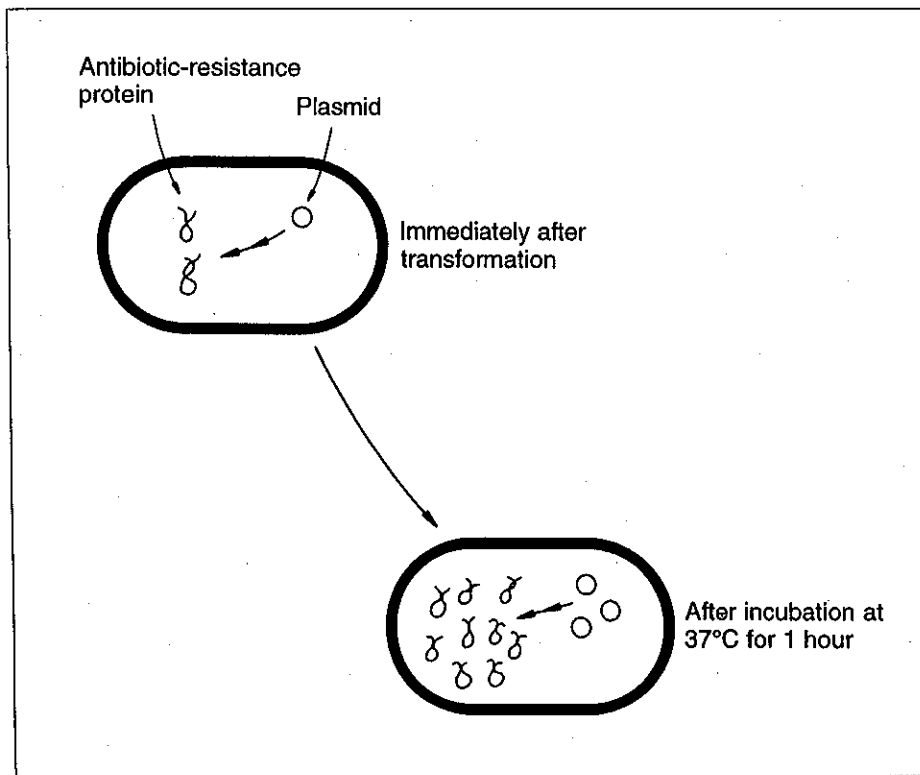 Antibiotic-resistance
protein
Plasmid
Immediately after
transformation
After incubation at
37°C for 1 hour